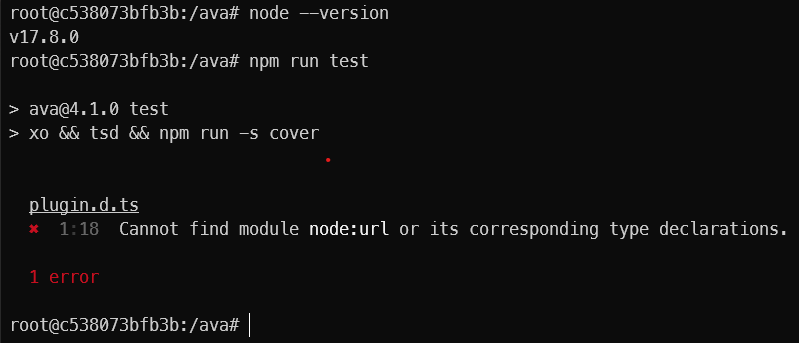 root@c538073bfb3b:/ava# node --version
v17.8.0
root@c538073bfb3b:/ava# npm run test
> ava@4.1.0 test
> xo && tsd && npm run -s cover
plugin.d.ts
✖ 1:18 Cannot find module node:url or its corresponding type declarations.
1 error
root@c538073bfb3b:/ava#